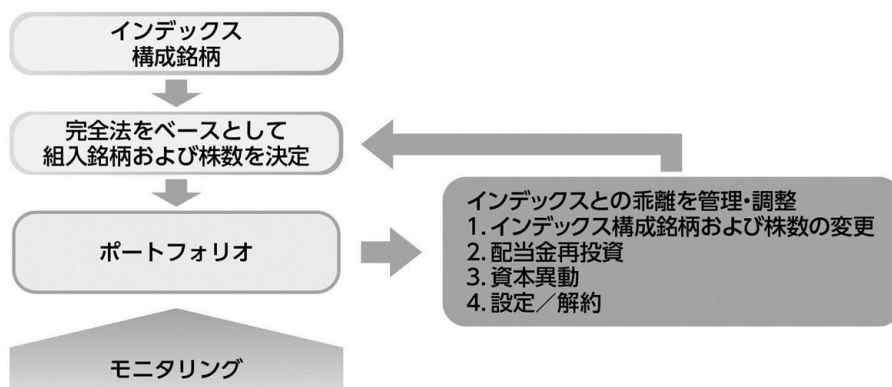 インデックス
構成銘柄
完全法をベースとして
組入銘柄および株数を決定
ポートフォリオ
インデックスとの乖離を管理・調整
1. インデックス構成銘柄および株数の変更
2. 配当金再投資
3. 資本異動
4. 設定／解約
モニタリング